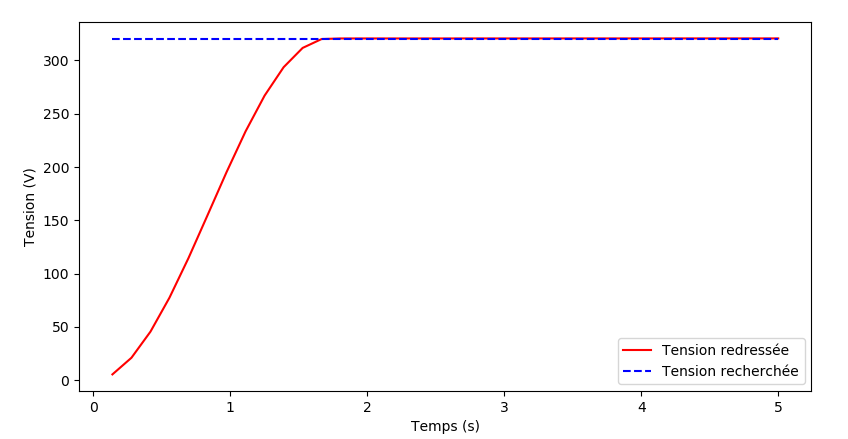 300
250
200
150
100
50
0
Tension (V)
0 1 2 3 4 5
Temps (s)
Tension redressée
Tension recherchée